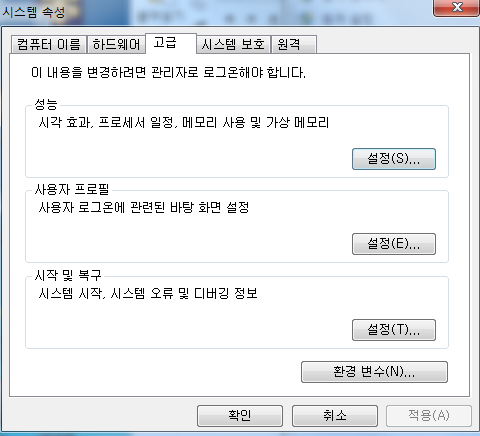 시스템 속성
컴퓨터 이름 하드웨어 고급 시스템 보호 원격
이 내용을 변경하려면 관리자로 로그온해야 합니다.
성능
시각 효과, 프로세서 일정, 메모리 사용 및 가상 메모리
설정(S)...
사용자 프로필
사용자 로그온에 관련된 바탕 화면 설정
설정(E)...
시작 및 복구
시스템 시작, 시스템 오류 및 디버깅 정보
설정(T)...
환경 변수(N)...
확인 취소 적용(A)